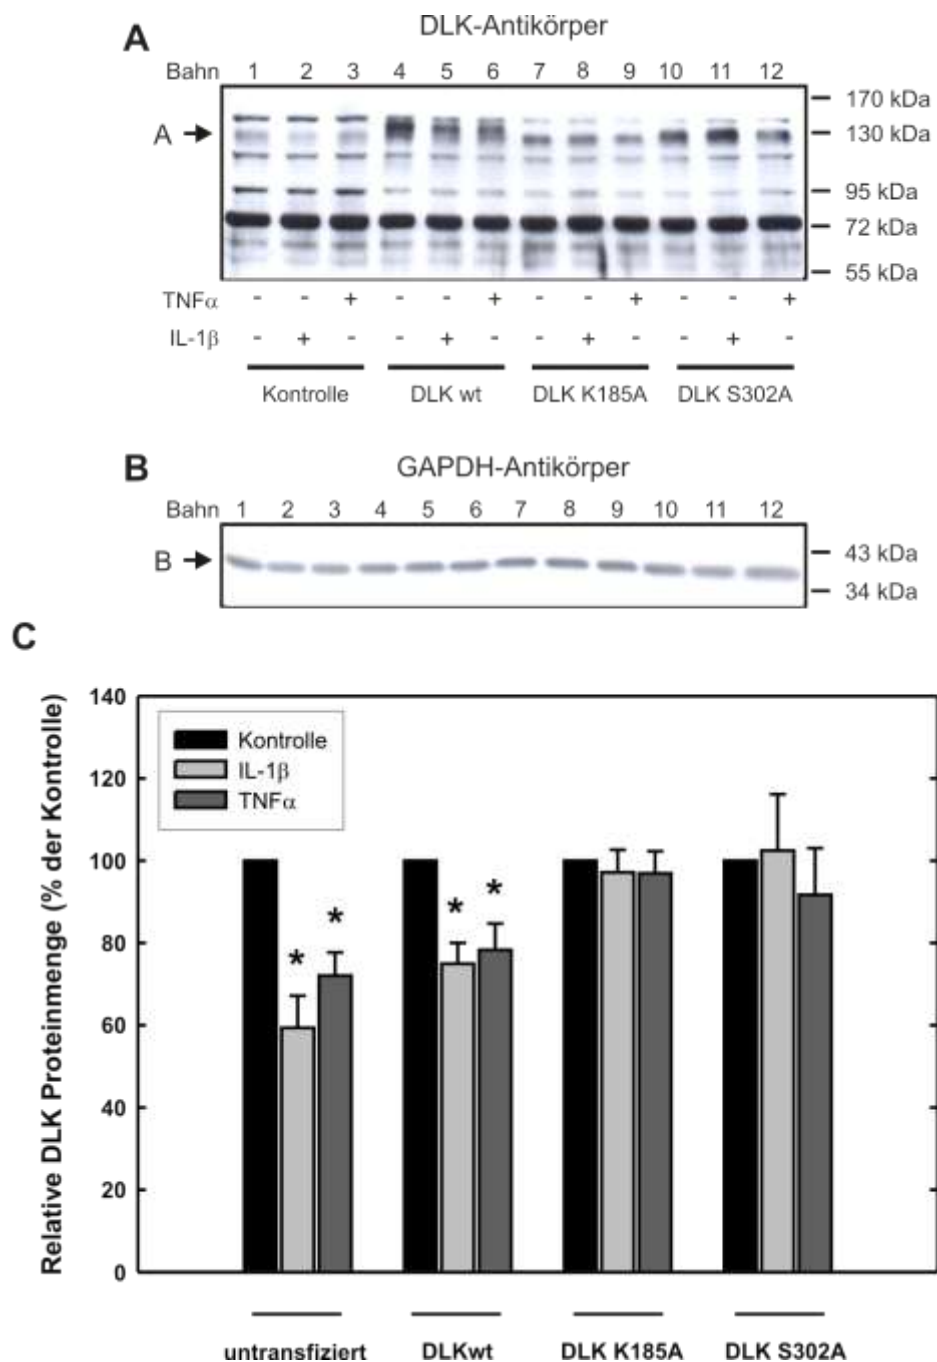 A
DLK-Antikörper
Bahn 1 2 3 4 5 6 7 8 9 10 11 12
170 kDa
A 130 kDa
95 kDa
72 kDa
55 kDa
TNFα - - + - - + - - + - - +
IL-1β - + - - + - - + - - + -
Kontrolle DLK wt DLK K185A DLK S302A
B
GAPDH-Antikörper
Bahn 1 2 3 4 5 6 7 8 9 10 11 12
B 43 kDa
34 kDa
C
Relative DLK Proteinmenge (% der Kontrolle)
140
120
100
80
60
40
20
0
Kontrolle
IL-1β
TNFα
* * * *
untransfiziert DLKwt DLK K185A DLK S302A